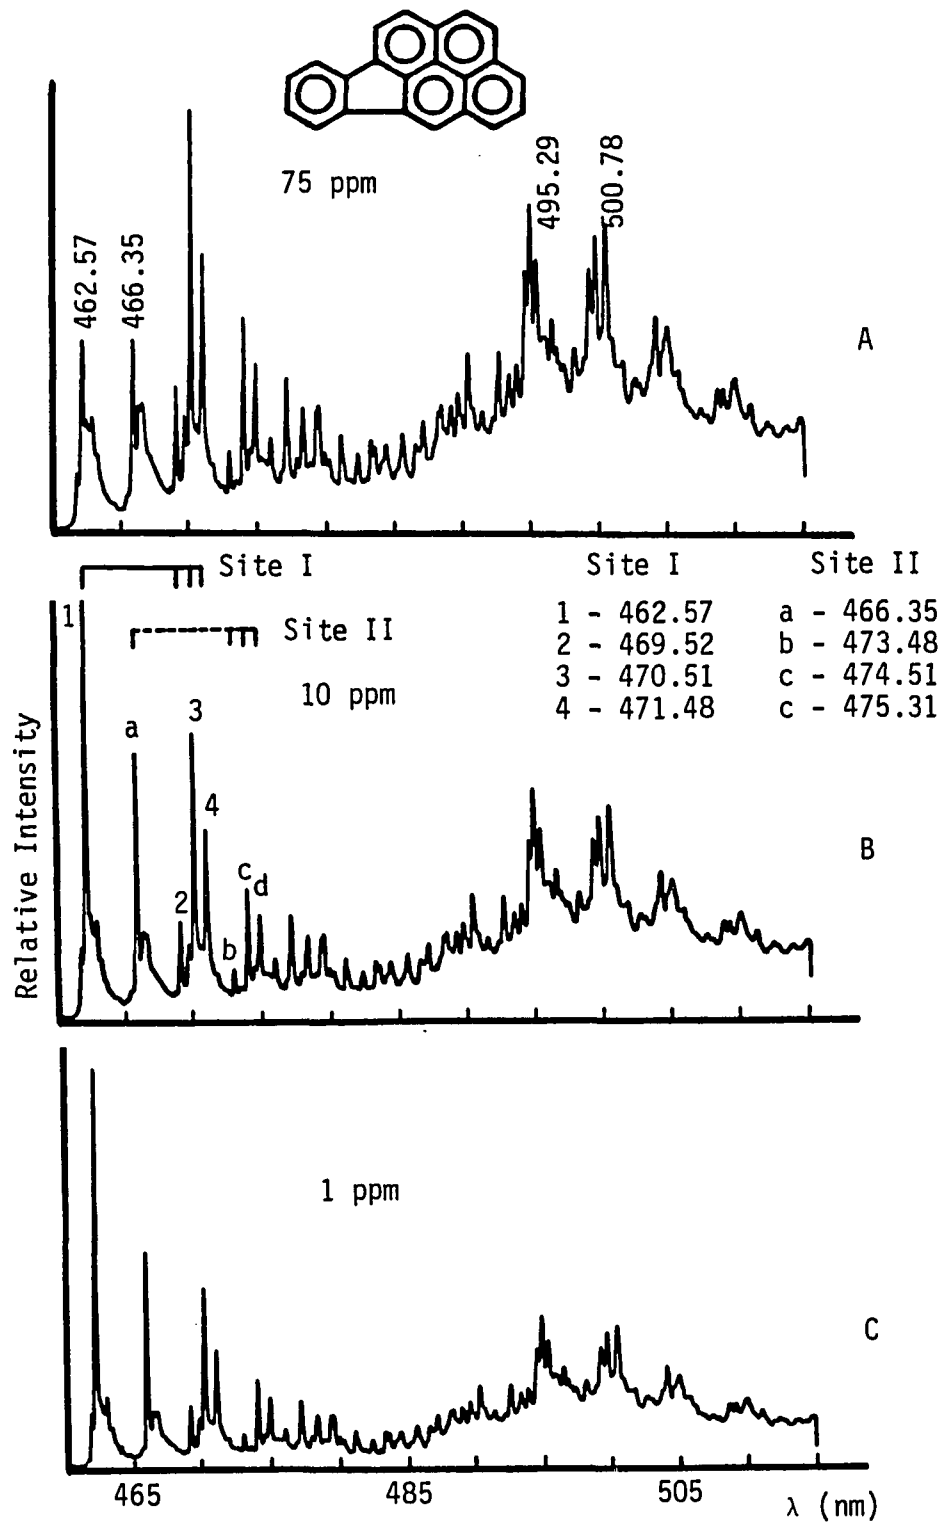 75 ppm
462.57
466.35
495.29
500.78
A
Site I
Site II
Site I
1 - 462.57
2 - 469.52
3 - 470.51
4 - 471.48
Site II
a - 466.35
b - 473.48
c - 474.51
c - 475.31
10 ppm
1
a
2
3
4
b
c
d
B
Relative Intensity
1 ppm
C
465
485
505
λ (nm)